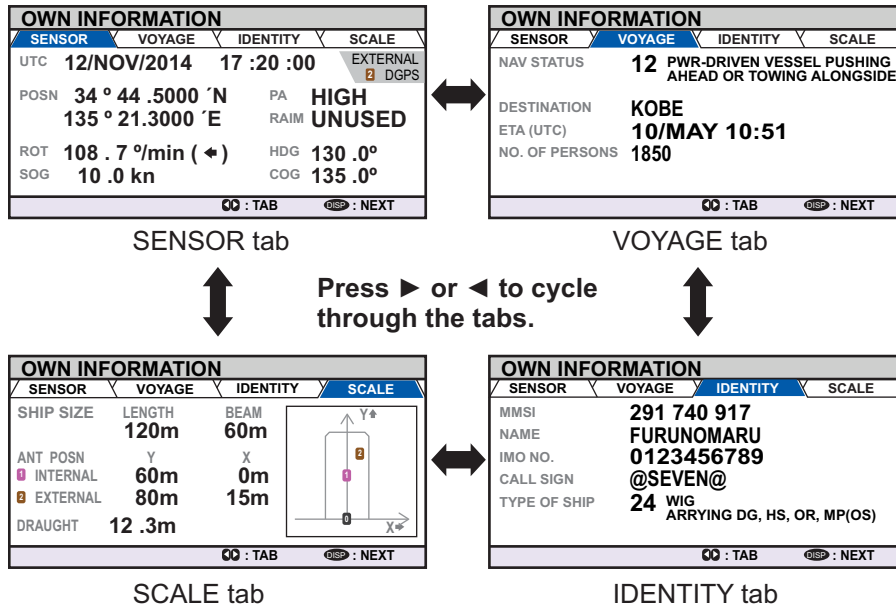 OWN INFORMATION
SENSOR VOYAGE IDENTITY SCALE
UTC 12/NOV/2014 17 :20 :00 EXTERNAL
2 DGPS
POSN 34 º 44 .5000 ´N PA HIGH
135 º 21.3000 ´E RAIM UNUSED
ROT 108 . 7 º/min ( ) HDG 130 .0º
SOG 10 .0 kn COG 135 .0º
: TAB DISP : NEXT
SENSOR tab
OWN INFORMATION
SENSOR VOYAGE IDENTITY SCALE
NAV STATUS 12 PWR-DRIVEN VESSEL PUSHING
AHEAD OR TOWING ALONGSIDE
DESTINATION KOBE
ETA (UTC) 10/MAY 10:51
NO. OF PERSONS 1850
: TAB DISP : NEXT
VOYAGE tab
Press ► or ◄ to cycle
through the tabs.
OWN INFORMATION
SENSOR VOYAGE IDENTITY SCALE
SHIP SIZE LENGTH BEAM
120m 60m
ANT POSN Y X
1 INTERNAL 60m 0m
2 EXTERNAL 80m 15m
DRAUGHT 12 .3m
Y
2
1
0
X
: TAB DISP : NEXT
SCALE tab
OWN INFORMATION
SENSOR VOYAGE IDENTITY SCALE
MMSI 291 740 917
NAME FURUNOMARU
IMO NO. 0123456789
CALL SIGN @SEVEN@
TYPE OF SHIP 24 WIG
ARRYING DG, HS, OR, MP(OS)
: TAB DISP : NEXT
IDENTITY tab